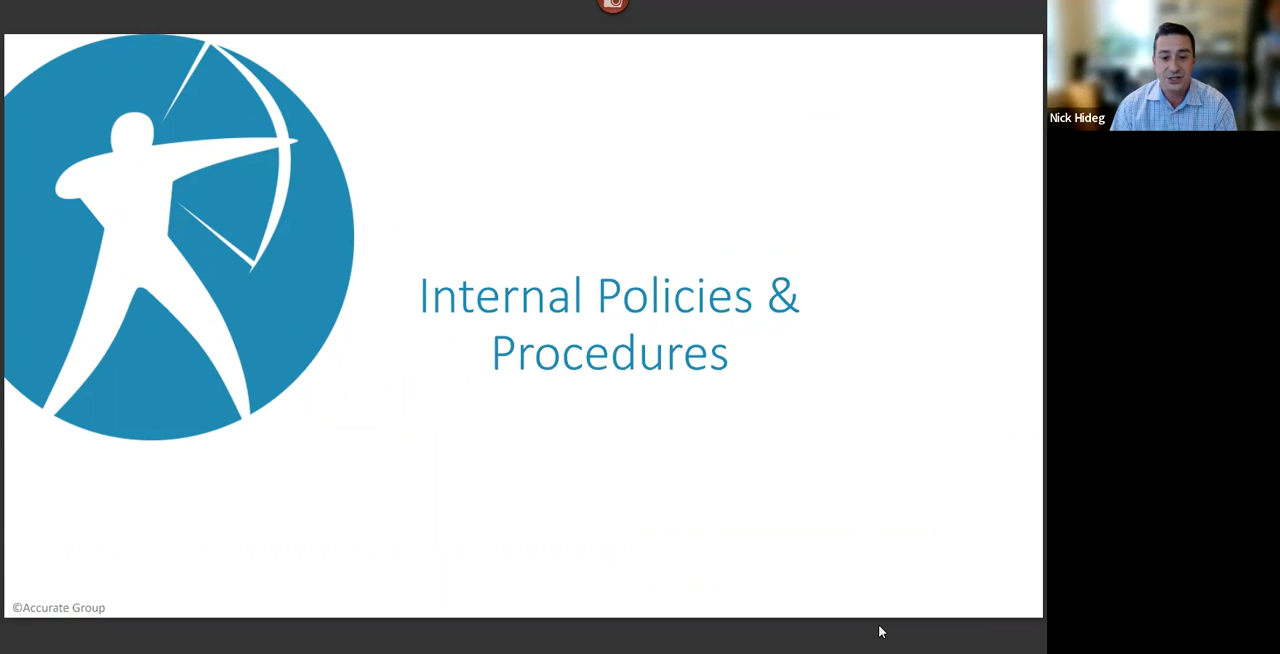 Nick Hideg
Internal Policies &
Procedures
©Accurate Group